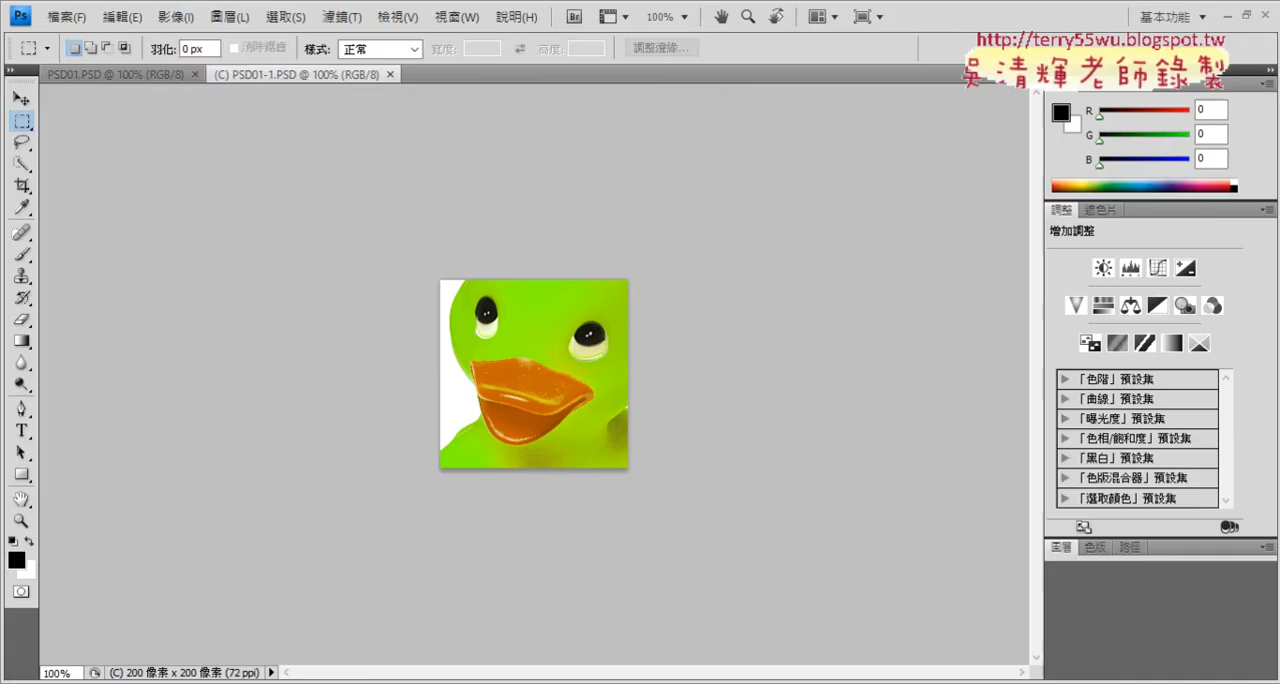 Ps 檔案(F) 編輯(E) 影像(I) 圖層(L) 選取(S) 濾鏡(T) 檢視(V) 視窗(W) 說明(H) Br 100% 基本功能
羽化: 0 px 消除鋸齒 樣式: 正常 寬度: 高度: 調整邊緣...
http://terry55wu.blogspot.tw
吳清輝老師錄製
PSD01.PSD @ 100% (RGB/8) (C) PSD01-1.PSD @ 100% (RGB/8)
R 0
G 0
B 0
調整 遮色片
增加調整
「色階」預設集
「曲線」預設集
「曝光度」預設集
「色相/飽和度」預設集
「黑白」預設集
「色版混合器」預設集
「選取顏色」預設集
圖層 色版 路徑
100% (C) 200 像素 x 200 像素 (72 ppi)